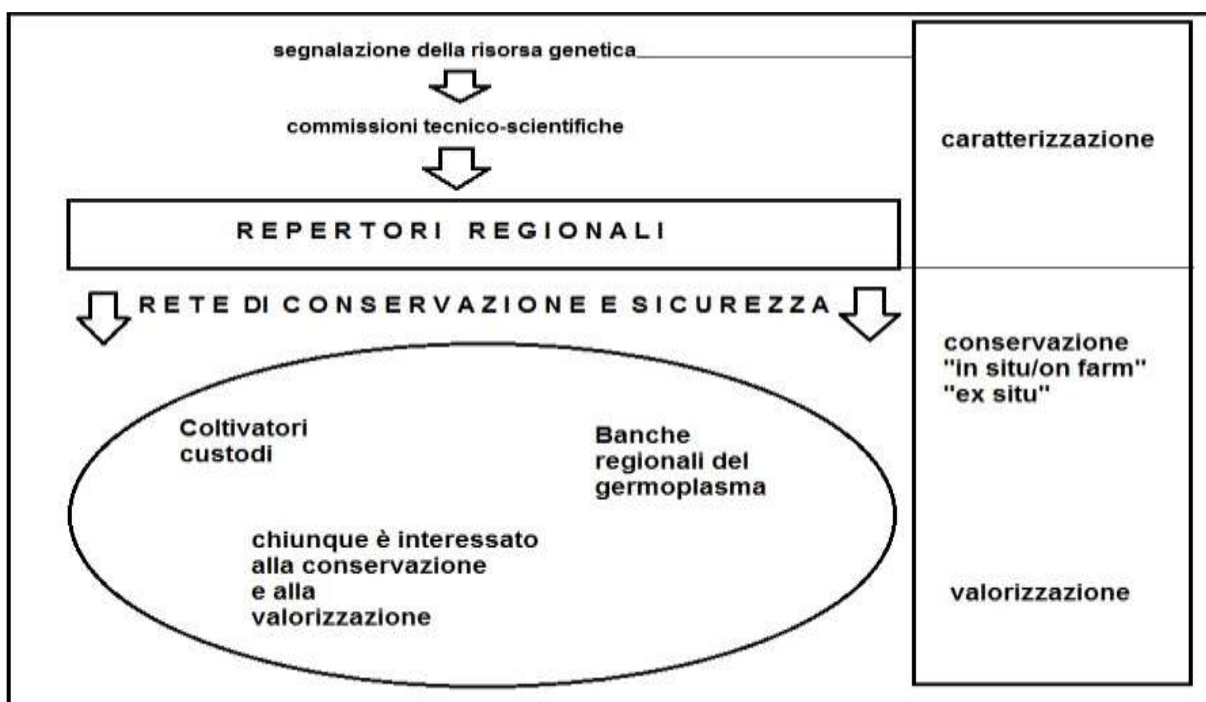 segnalazione della risorsa genetica
commissioni tecnico-scientifiche
REPERTORI REGIONALI
RETE DI CONSERVAZIONE E SICUREZZA
Coltivatori
custodi
Banche
regionali del
germoplasma
chiunque è interessato
alla conservazione
e alla
valorizzazione
caratterizzazione
conservazione
"in situ/on farm"
"ex situ"
valorizzazione